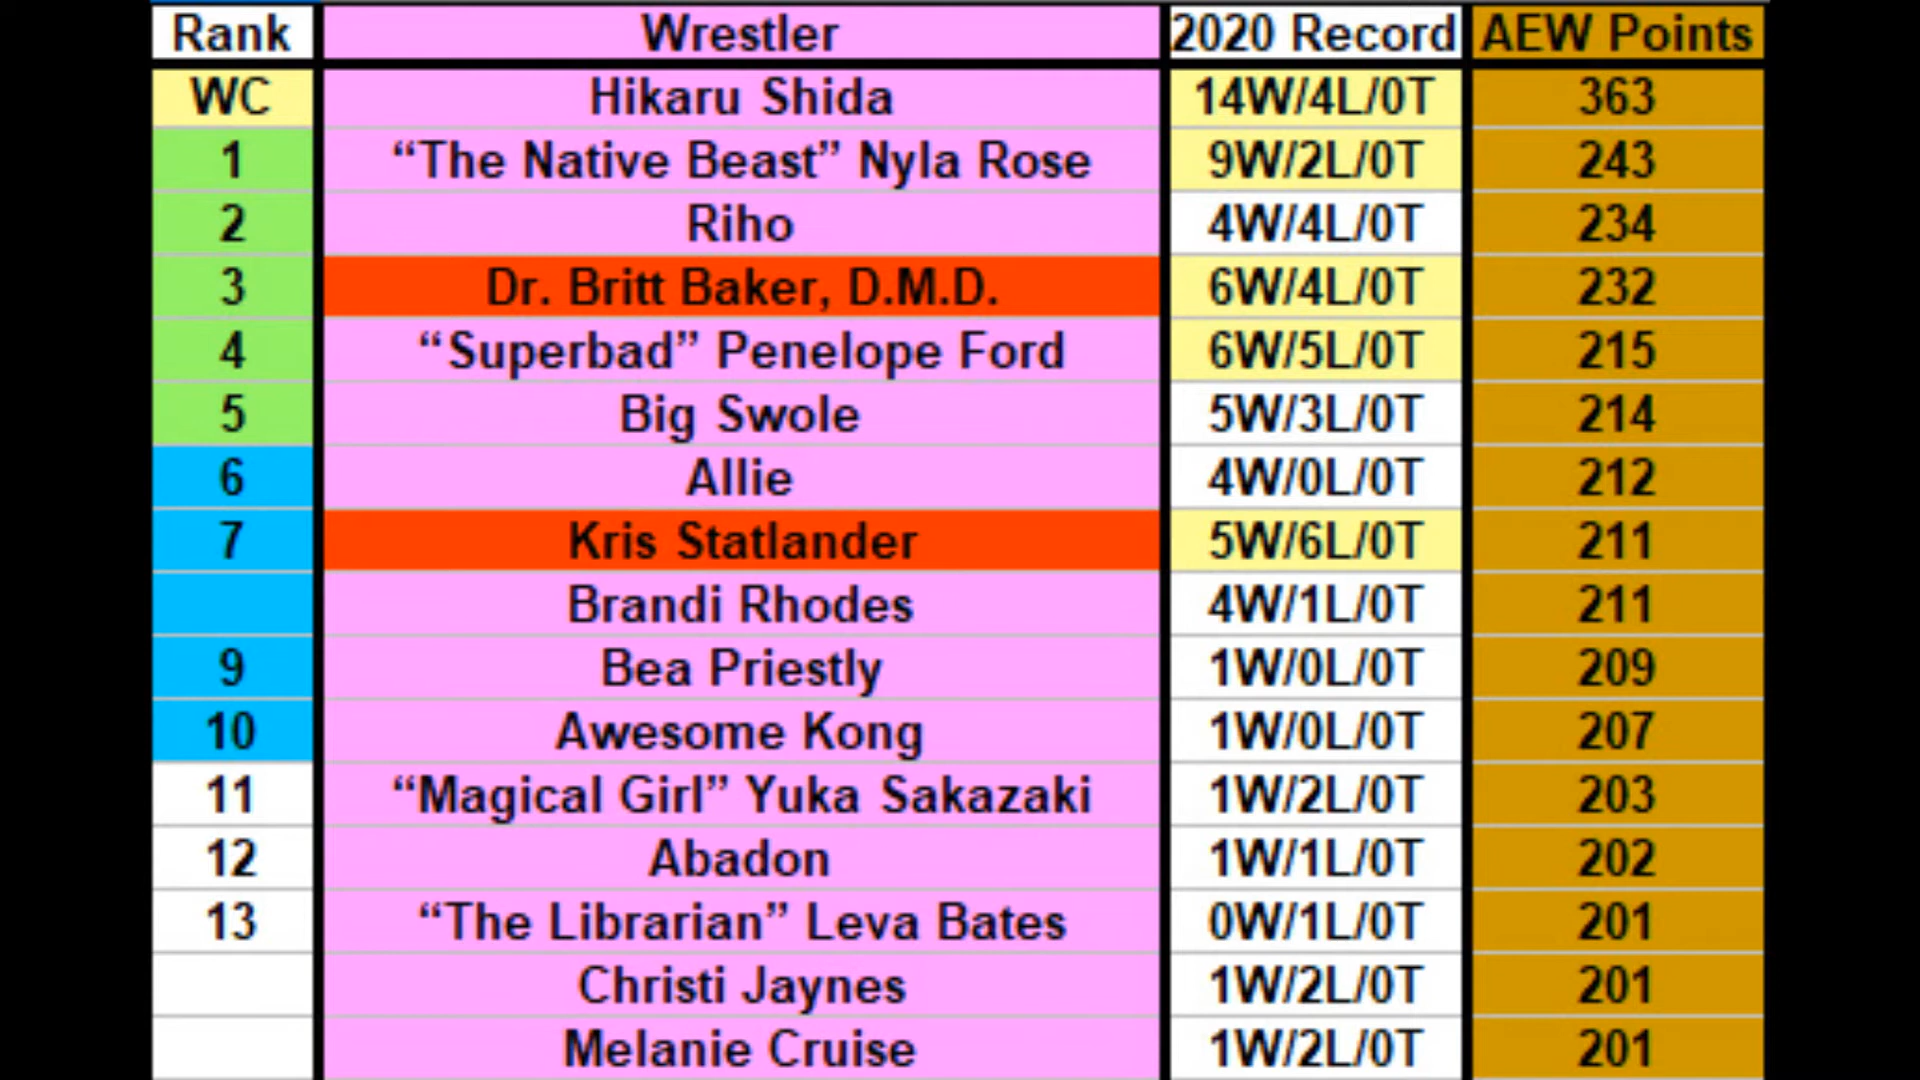 Rank Wrestler 2020 Record AEW Points
WC Hikaru Shida 14W/4L/0T 363
1 “The Native Beast” Nyla Rose 9W/2L/0T 243
2 Riho 4W/4L/0T 234
3 Dr. Britt Baker, D.M.D. 6W/4L/0T 232
4 “Superbad” Penelope Ford 6W/5L/0T 215
5 Big Swole 5W/3L/0T 214
6 Allie 4W/0L/0T 212
7 Kris Statlander 5W/6L/0T 211
Brandi Rhodes 4W/1L/0T 211
9 Bea Priestly 1W/0L/0T 209
10 Awesome Kong 1W/0L/0T 207
11 “Magical Girl” Yuka Sakazaki 1W/2L/0T 203
12 Abadon 1W/1L/0T 202
13 “The Librarian” Leva Bates 0W/1L/0T 201
Christi Jaynes 1W/2L/0T 201
Melanie Cruise 1W/2L/0T 201